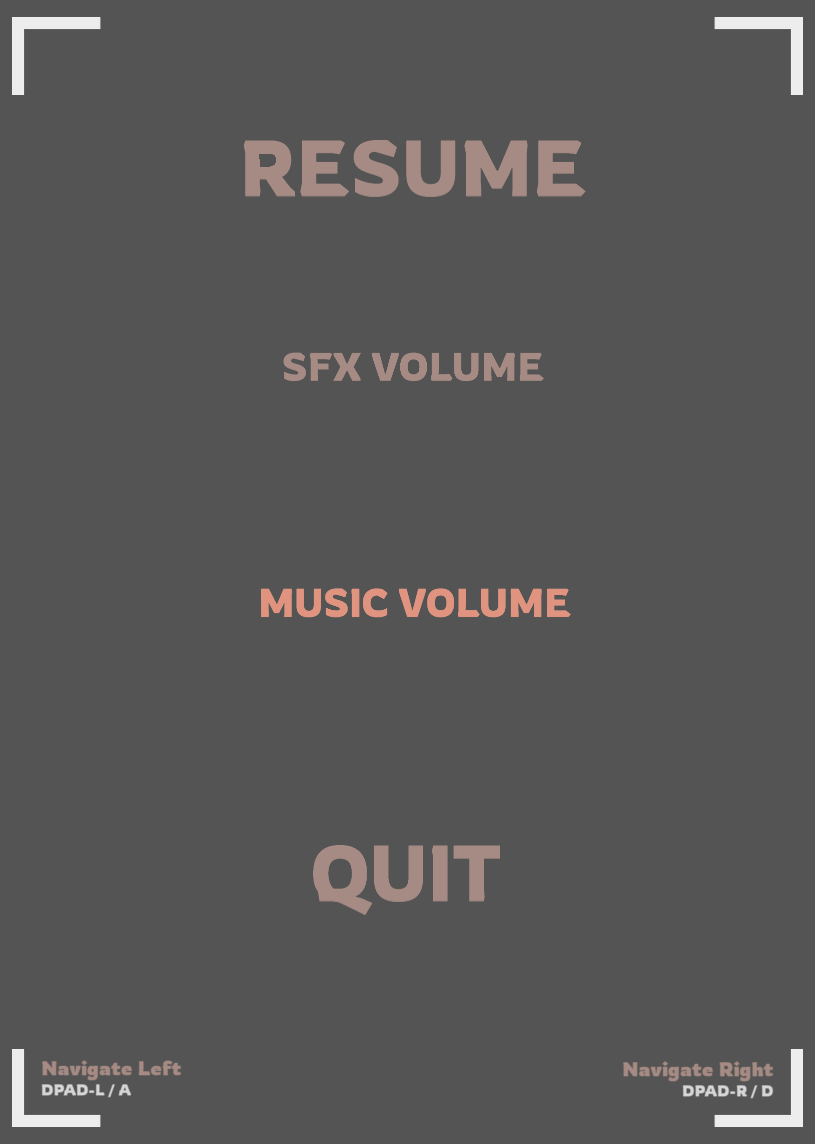 RESUME
SFX VOLUME
MUSIC VOLUME
QUIT
Navigate Left
DPAD-L / A
Navigate Right
DPAD-R / D